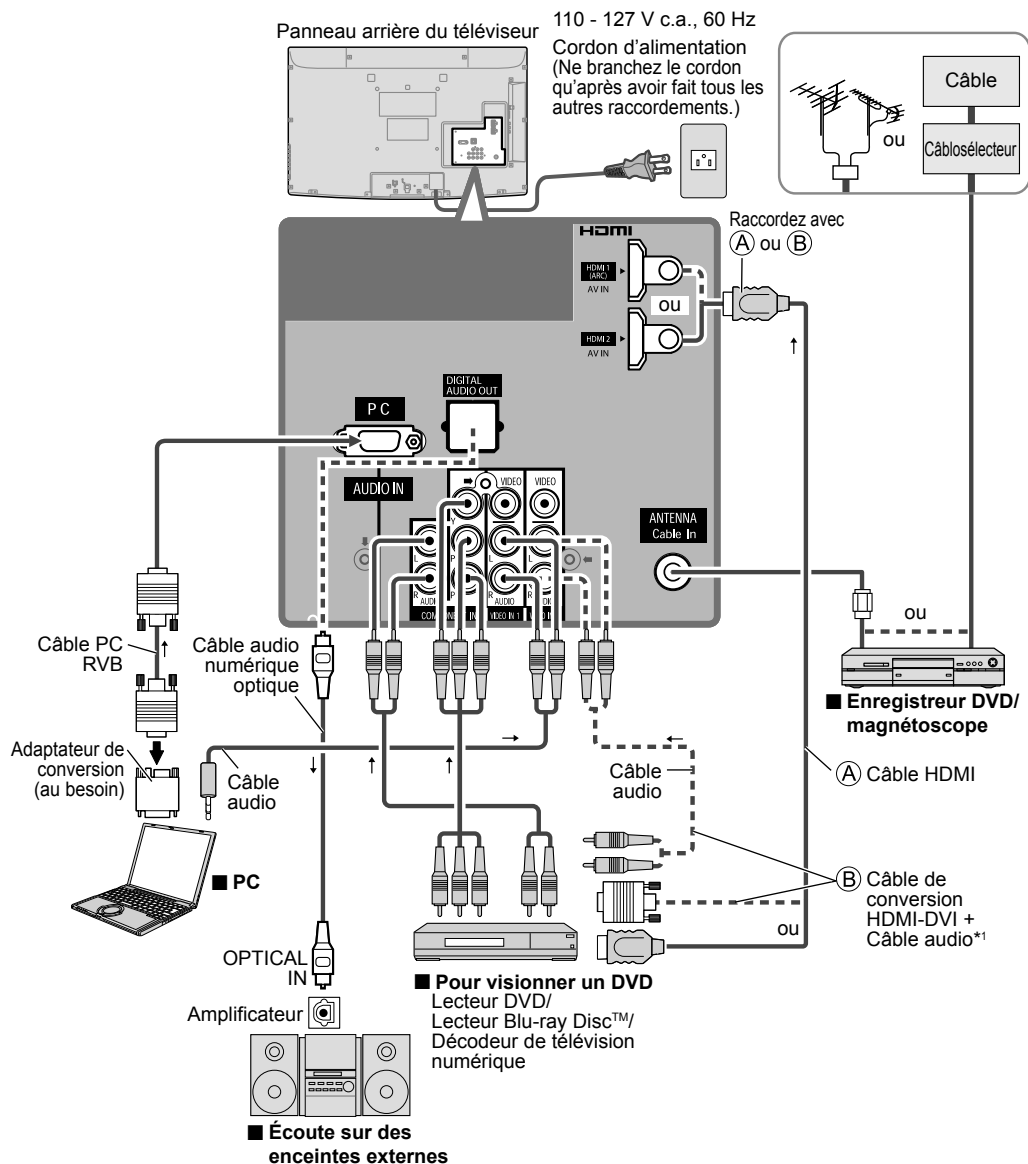 Panneau arrière du téléviseur
110 - 127 V c.a., 60 Hz
Cordon d'alimentation
(Ne branchez le cordon
qu'après avoir fait tous les
autres raccordements.)
ou
Câble
Câblosélecteur
HDMI
HDMI 1
(ARC)
AV IN
ou
HDMI 2
AV IN
Raccordez avec
Ⓐ ou Ⓑ
DIGITAL
AUDIO OUT
PC
AUDIO IN
VIDEO
VIDEO
Y
L
L
R
R
R
AUDIO
VIDEO IN 1
ANTENNA
Cable In
ou
Câble PC
RVB
Câble audio
numérique
optique
■ Enregistreur DVD/
magnétoscope
Adaptateur de
conversion
(au besoin)
Câble
audio
Câble
audio
Ⓐ Câble HDMI
■ PC
Ⓑ Câble de
conversion
HDMI-DVI +
Câble audio*1
ou
OPTICAL
IN
■ Pour visionner un DVD
Lecteur DVD/
Lecteur Blu-ray Disc™/
Décodeur de télévision
numérique
Amplificateur
■ Écoute sur des
enceintes externes